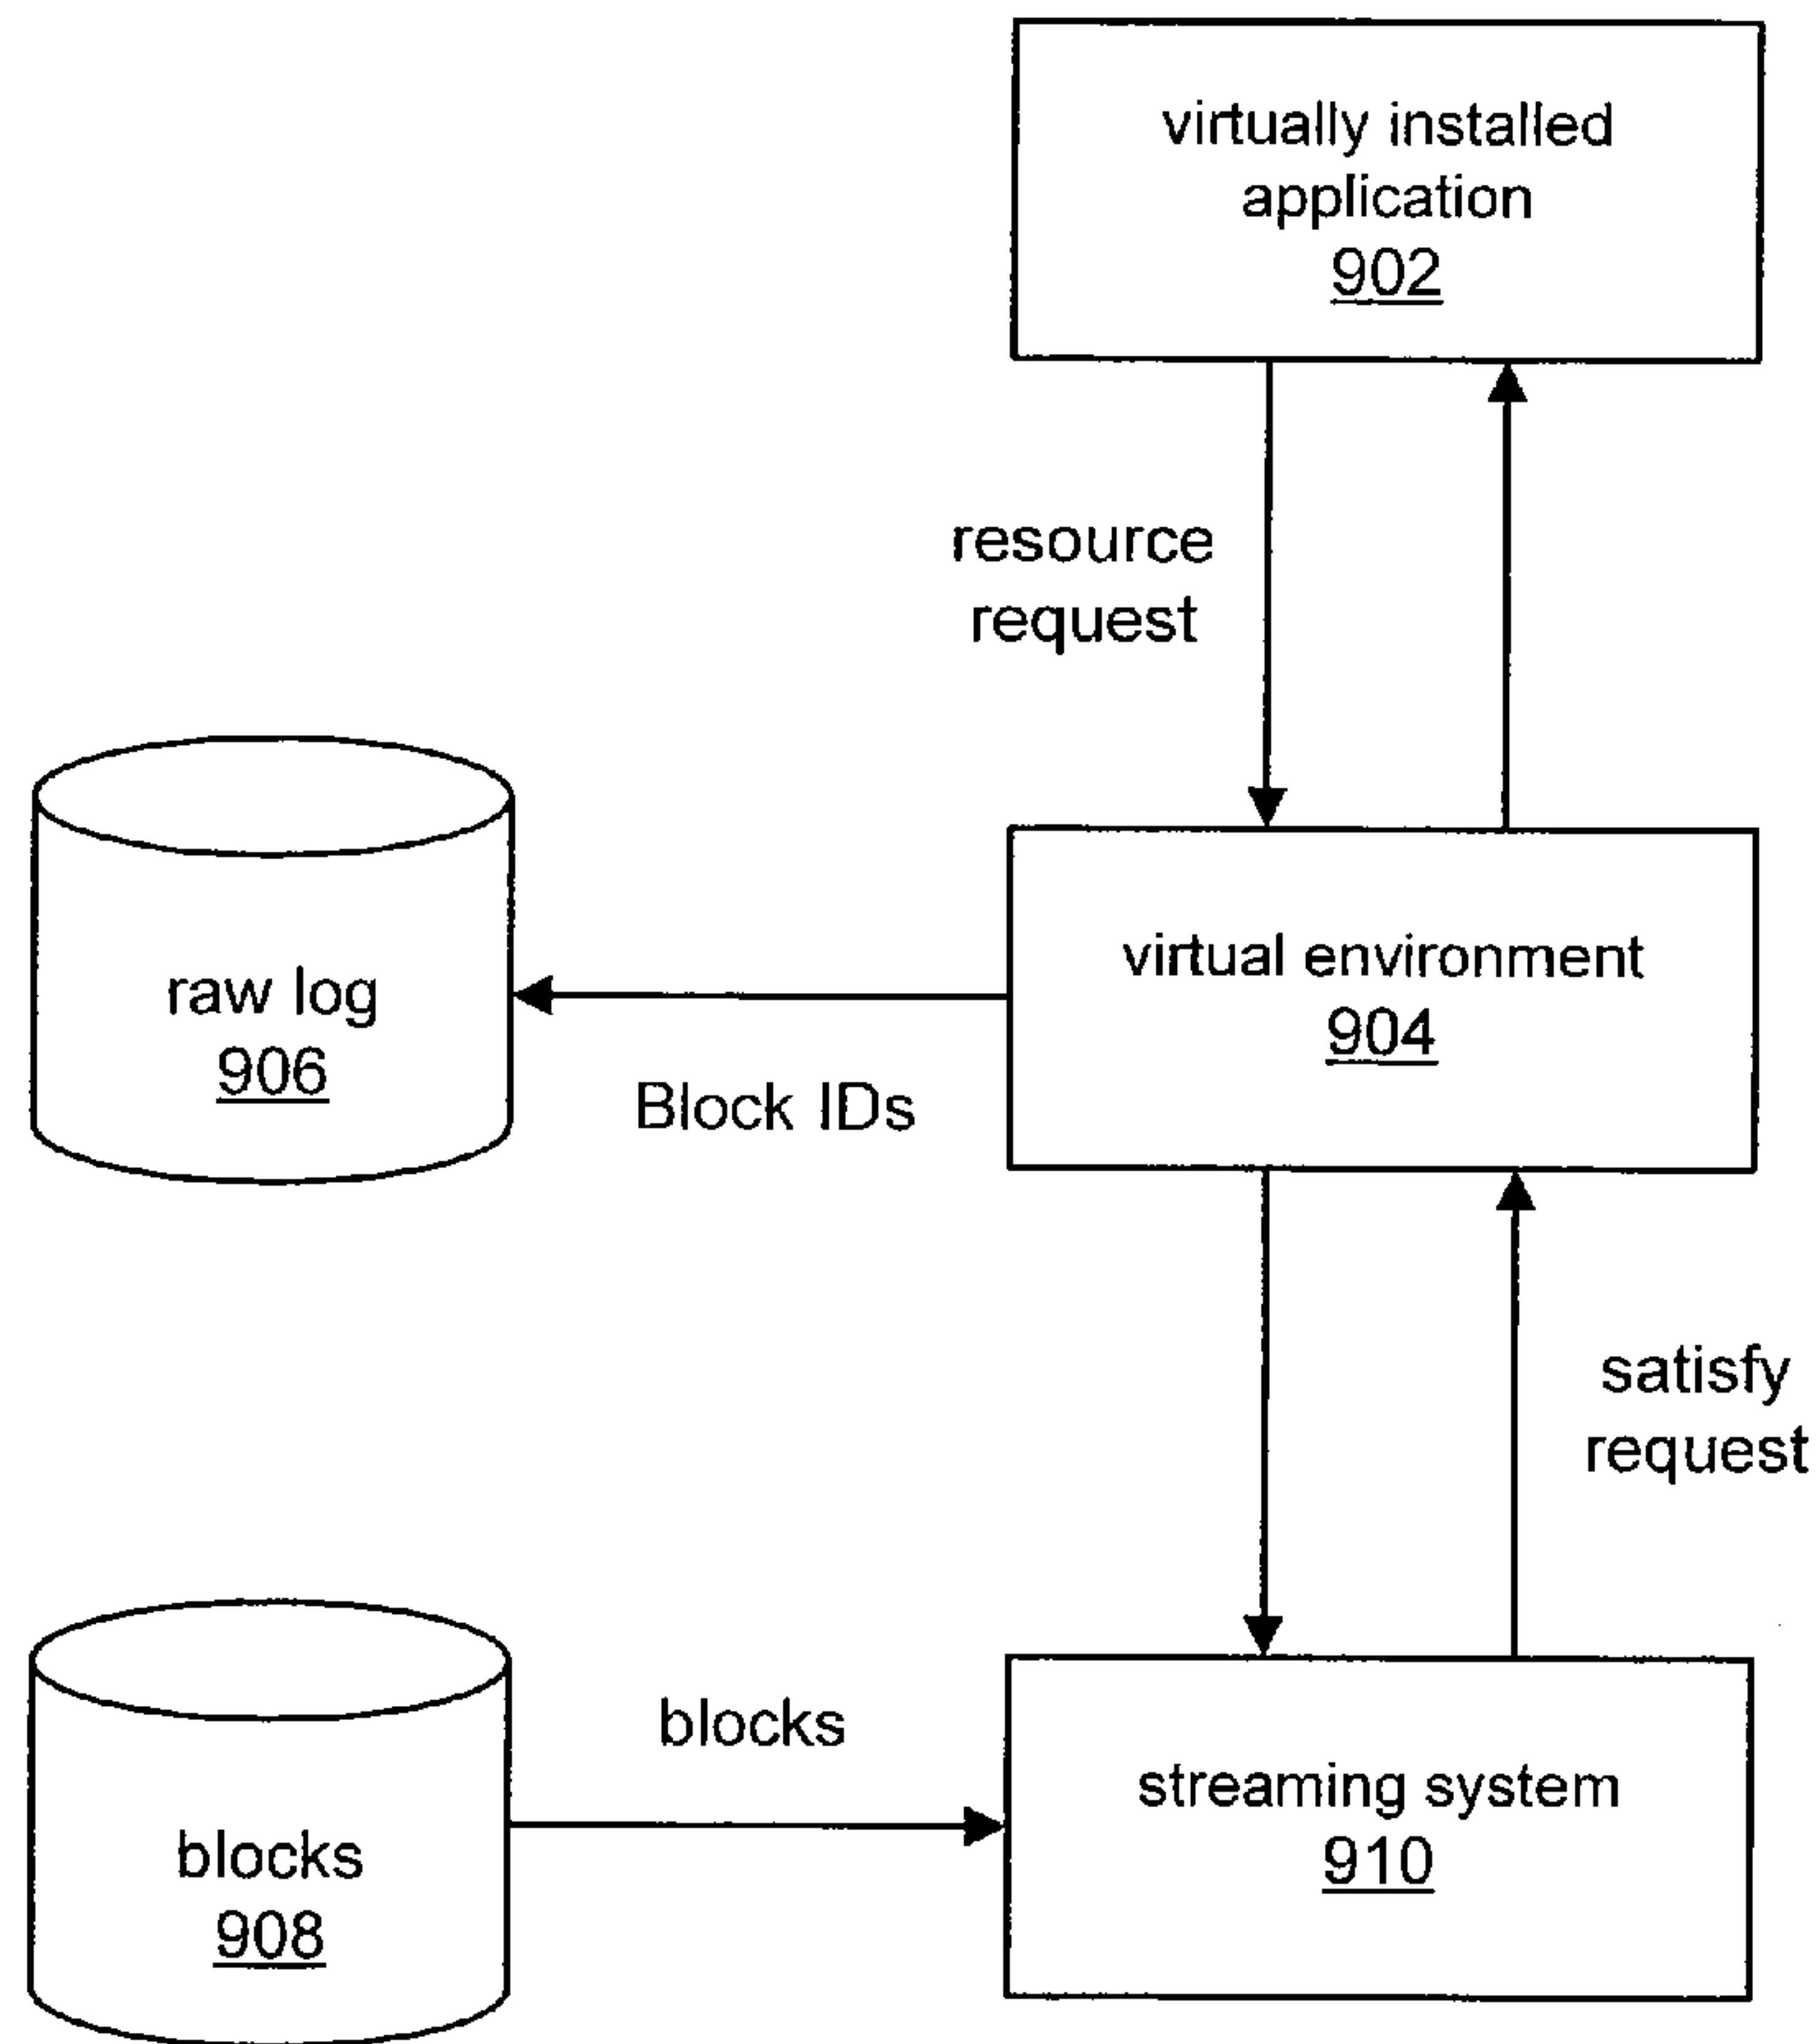 virtually installed
application
902
resource
request
virtual environment
904
raw log
906
Block IDs
satisfy
request
blocks
streaming system
910
blocks
908